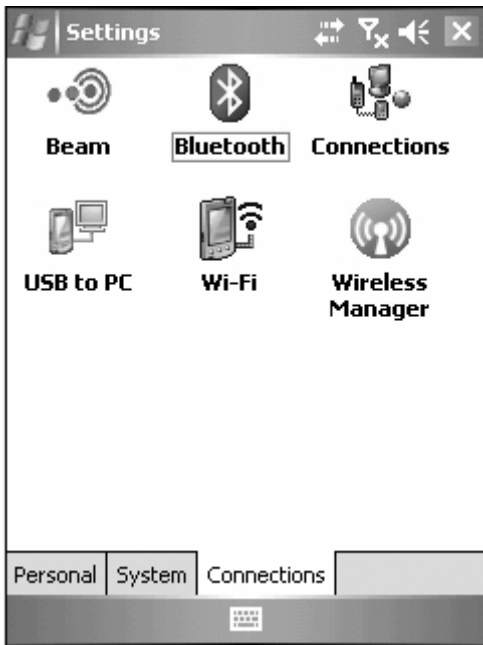 Settings
Beam Bluetooth Connections
USB to PC Wi-Fi Wireless Manager
Personal System Connections